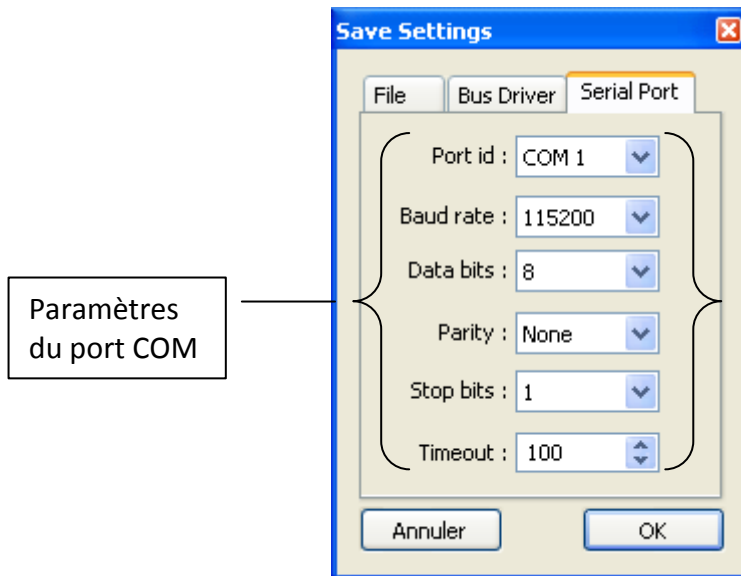 Save Settings
File Bus Driver Serial Port
Port id : COM 1
Baud rate : 115200
Data bits : 8
Paramètres
du port COM
Parity : None
Stop bits : 1
Timeout : 100
Annuler OK